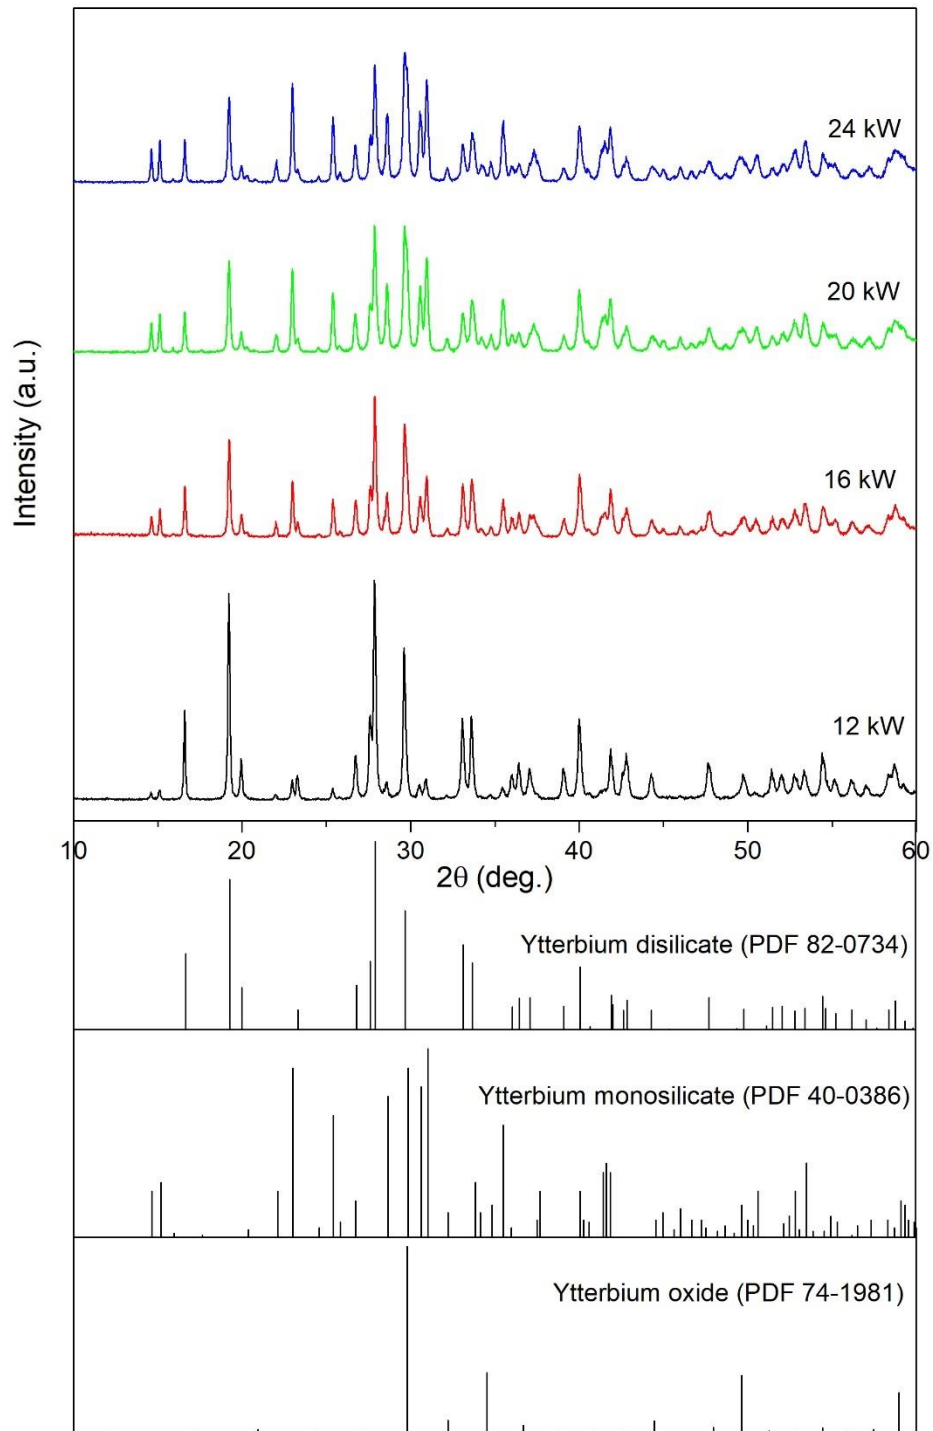 24 kW
20 kW
Intensity (a.u.)
16 kW
12 kW
10 20 30 40 50 60
2θ (deg.)
Ytterbium disilicate (PDF 82-0734)
Ytterbium monosilicate (PDF 40-0386)
Ytterbium oxide (PDF 74-1981)